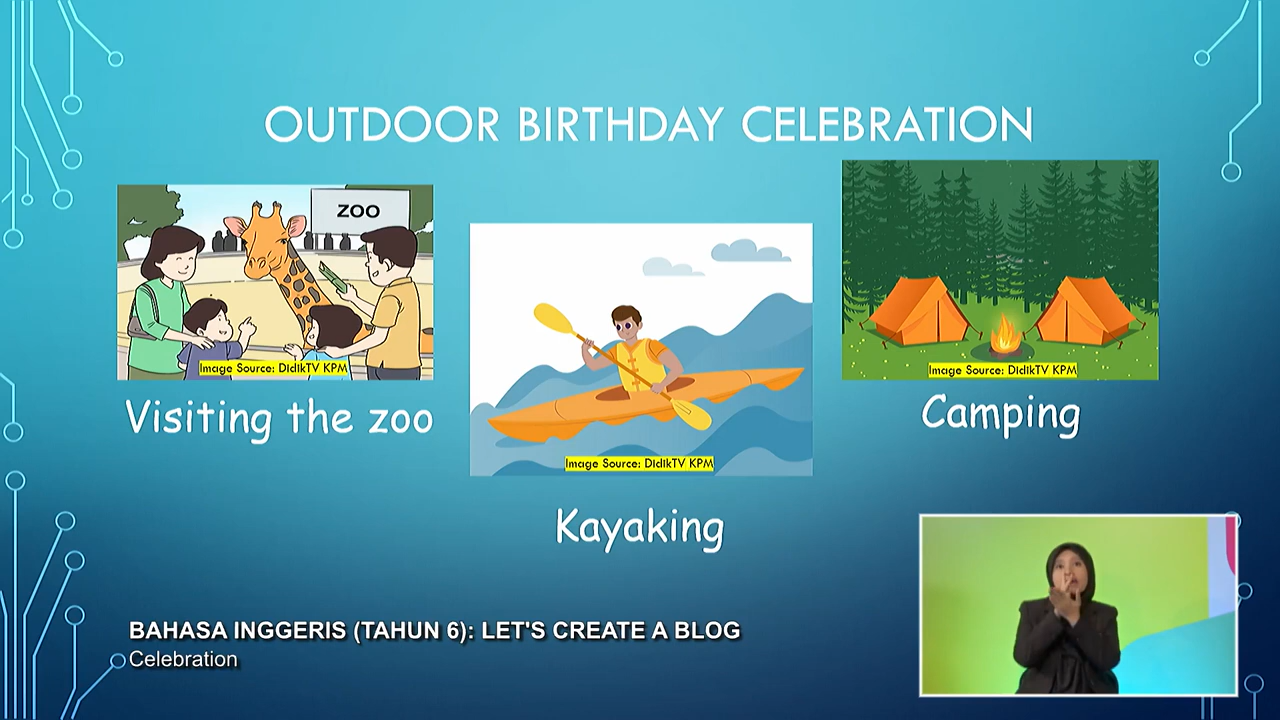 OUTDOOR BIRTHDAY CELEBRATION
ZOO
Image Source: DidikTV KPM
Visiting the zoo
Image Source: DidikTV KPM
Kayaking
Image Source: DidikTV KPM
Camping
BAHASA INGGERIS (TAHUN 6): LET'S CREATE A BLOG
Celebration